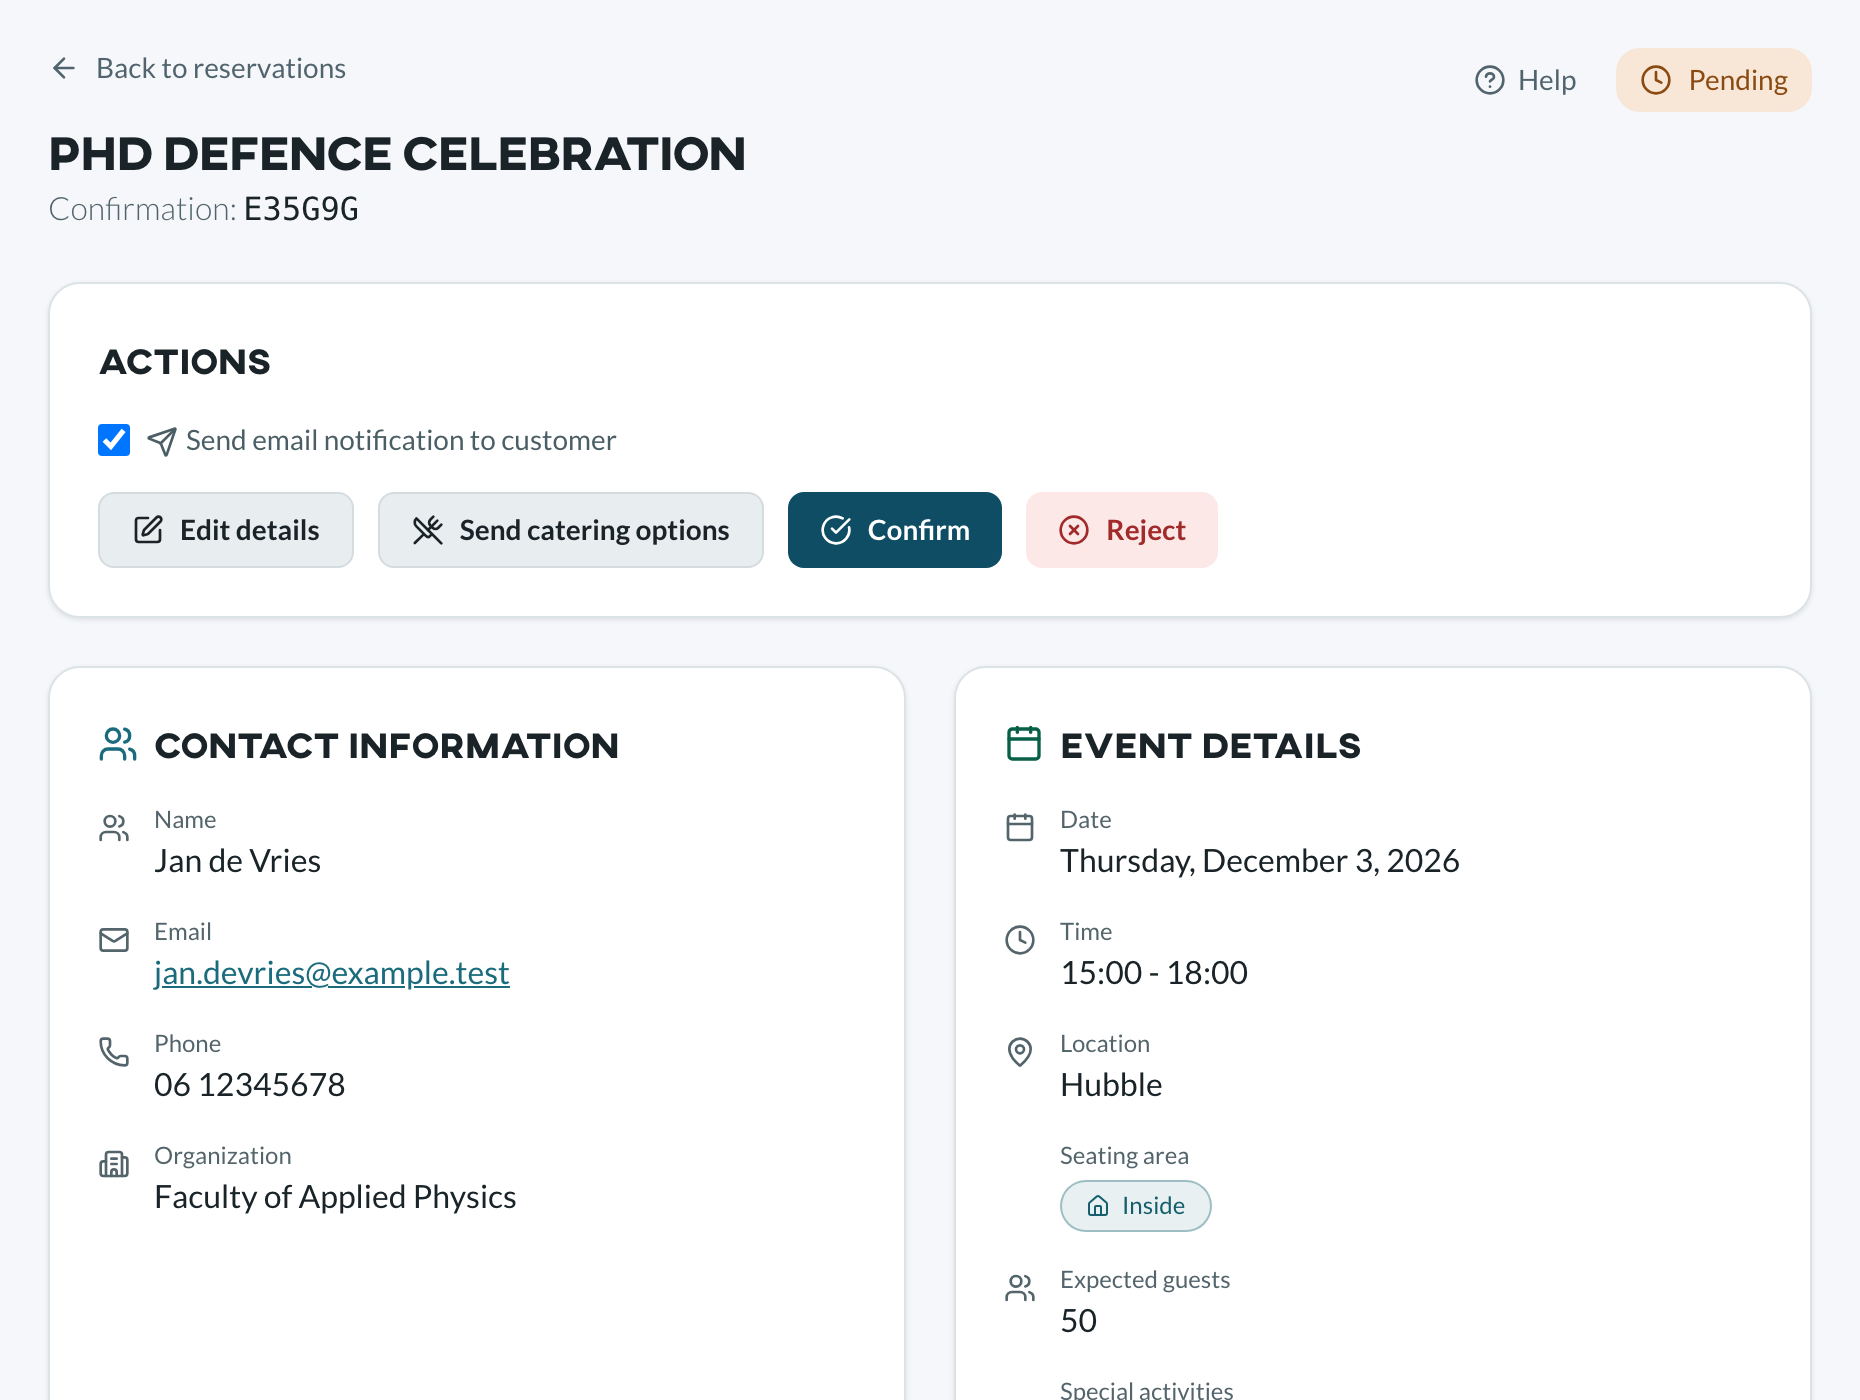 Back to reservations
Help
Pending
PHD DEFENCE CELEBRATION
Confirmation: E35G9G
ACTIONS
Send email notification to customer
Edit details
Send catering options
Confirm
Reject
CONTACT INFORMATION
Name
Jan de Vries
Email
jan.devries@example.test
Phone
06 12345678
Organization
Faculty of Applied Physics
EVENT DETAILS
Date
Thursday, December 3, 2026
Time
15:00 - 18:00
Location
Hubble
Seating area
Inside
Expected guests
50
Special activities